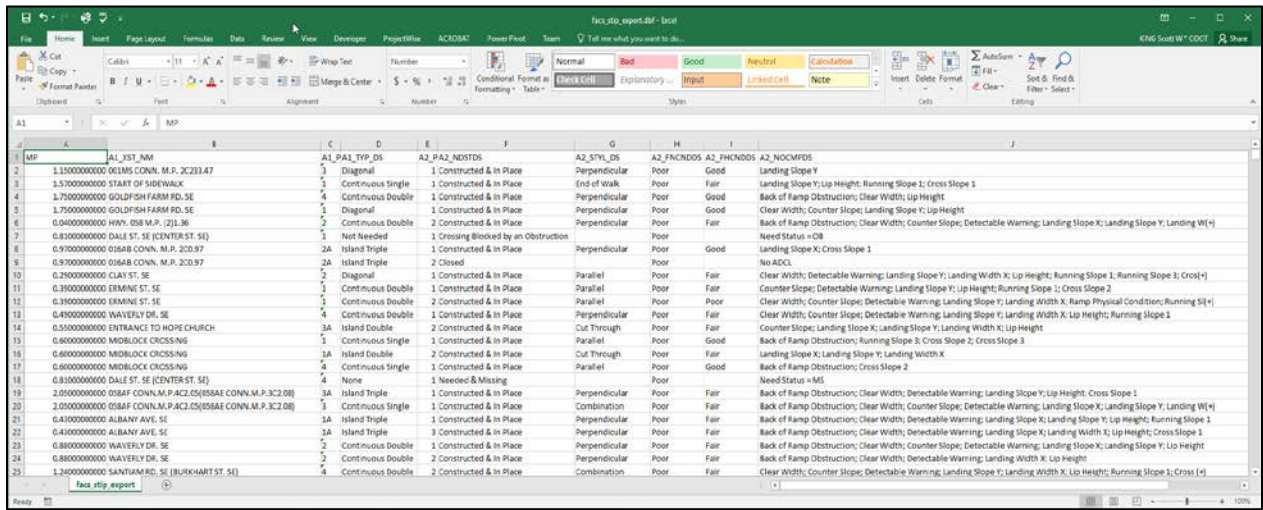 facs_stip_export.dbf - Excel
File Home Insert Page Layout Formulas Data Review View Developer ProjectWise ACROBAT Power Pivot Team Tell me what you want to do... KING Scott W * ODOT Share
Paste Cut Copy Format Painter Calibri 11 Wrap Text Merge & Center Number Conditional Formatting Format as Table Normal Bad Good Neutral Calculation Check Cell Explanatory ... Input Linked Cell Note Insert Delete Format AutoSum Fill Clear Sort & Filter Find & Select
Clipboard Font Alignment Number Styles Cells Editing
A1 MP
A B C D E F G H I J
1 MP A1_XST_NM A1_PA1_TYP_DS A2_PA2_NDSTDS A2_STYL_DS A2_FNCNDDS A2_PHCNDDS A2_NOCMFDS
2 1.15000000000 001MS CONN. M.P. 2C233.47 3 Diagonal 1 Constructed & In Place Perpendicular Poor Good Landing Slope Y
3 1.57000000000 START OF SIDEWALK 1 Continuous Single 1 Constructed & In Place End of Walk Poor Fair Landing Slope Y; Lip Height; Running Slope 1; Cross Slope 1
4 1.75000000000 GOLDFISH FARM RD. SE 4 Continuous Double 1 Constructed & In Place Perpendicular Poor Good Back of Ramp Obstruction; Clear Width; Lip Height
5 1.75000000000 GOLDFISH FARM RD. SE 1 Diagonal 1 Constructed & In Place Perpendicular Poor Good Clear Width; Counter Slope; Landing Slope Y; Lip Height
6 0.04000000000 HWY. 058 M.P. (2)1.36 2 Continuous Double 2 Constructed & In Place Perpendicular Poor Fair Back of Ramp Obstruction; Clear Width; Counter Slope; Detectable Warning; Landing Slope X; Landing Slope Y; Landing W(+)
7 0.81000000000 DALE ST. SE (CENTER ST. SE) 1 Not Needed 1 Crossing Blocked by an Obstruction Poor Need Status = OB
8 0.97000000000 016AB CONN. M.P. 2C0.97 2A Island Triple 1 Constructed & In Place Perpendicular Poor Good Landing Slope X; Cross Slope 1
9 0.97000000000 016AB CONN. M.P. 2C0.97 2A Island Triple 2 Closed Poor No ADCL
10 0.29000000000 CLAY ST. SE 2 Diagonal 1 Constructed & In Place Parallel Poor Fair Clear Width; Detectable Warning; Landing Slope Y; Landing Width X; Lip Height; Running Slope 1; Running Slope 3; Cros(+)
11 0.39000000000 ERMINE ST. SE 1 Continuous Double 1 Constructed & In Place Parallel Poor Fair Counter Slope; Detectable Warning; Landing Slope Y; Lip Height; Running Slope 1; Cross Slope 2
12 0.39000000000 ERMINE ST. SE 1 Continuous Double 2 Constructed & In Place Parallel Poor Poor Clear Width; Counter Slope; Detectable Warning; Landing Slope Y; Landing Width X; Ramp Physical Condition; Running Sl(+)
13 0.49000000000 WAVERLY DR. SE 4 Continuous Double 1 Constructed & In Place Perpendicular Poor Fair Clear Width; Counter Slope; Detectable Warning; Landing Slope Y; Landing Width X; Lip Height; Running Slope 1
14 0.55000000000 ENTRANCE TO HOPE CHURCH 3A Island Double 2 Constructed & In Place Cut Through Poor Fair Counter Slope; Landing Slope X; Landing Slope Y; Landing Width X; Lip Height
15 0.60000000000 MIDBLOCK CROSSING 1 Continuous Single 1 Constructed & In Place Parallel Poor Good Back of Ramp Obstruction; Running Slope 3; Cross Slope 2; Cross Slope 3
16 0.60000000000 MIDBLOCK CROSSING 1A Island Double 2 Constructed & In Place Cut Through Poor Fair Landing Slope X; Landing Slope Y; Landing Width X
17 0.60000000000 MIDBLOCK CROSSING 4 Continuous Single 1 Constructed & In Place Parallel Poor Good Back of Ramp Obstruction; Cross Slope 2
18 0.81000000000 DALE ST. SE (CENTER ST. SE) 4 None 1 Needed & Missing Poor Need Status = MS
19 2.05000000000 058AF CONN.M.P.4C2.05(058AE CONN.M.P.3C2.08) 3A Island Triple 1 Constructed & In Place Perpendicular Poor Fair Back of Ramp Obstruction; Clear Width; Detectable Warning; Landing Slope Y; Lip Height; Cross Slope 1
20 2.05000000000 058AF CONN.M.P.4C2.05(058AE CONN.M.P.3C2.08) 3 Continuous Single 1 Constructed & In Place Combination Poor Fair Back of Ramp Obstruction; Clear Width; Counter Slope; Detectable Warning; Landing Slope X; Landing Slope Y; Landing W(+)
21 0.43000000000 ALBANY AVE. SE 1A Island Triple 1 Constructed & In Place Perpendicular Poor Fair Back of Ramp Obstruction; Clear Width; Detectable Warning; Landing Slope X; Landing Slope Y; Lip Height; Running Slope 1
22 0.43000000000 ALBANY AVE. SE 1A Island Triple 3 Constructed & In Place Perpendicular Poor Fair Back of Ramp Obstruction; Clear Width; Detectable Warning; Landing Slope X; Landing Width X; Lip Height; Cross Slope 1
23 0.88000000000 WAVERLY DR. SE 2 Continuous Double 1 Constructed & In Place Perpendicular Poor Fair Back of Ramp Obstruction; Clear Width; Counter Slope; Detectable Warning; Landing Slope X; Landing Slope Y; Lip Height
24 0.88000000000 WAVERLY DR. SE 2 Continuous Double 2 Constructed & In Place Perpendicular Poor Fair Back of Ramp Obstruction; Clear Width; Detectable Warning; Landing Width X; Lip Height
25 1.24000000000 SANTIAM RD. SE (BURKHART ST. SE) 4 Continuous Double 2 Constructed & In Place Combination Poor Fair Clear Width; Counter Slope; Detectable Warning; Landing Slope Y; Landing Width X; Lip Height; Running Slope 1; Cross (+)
facs_stip_export
Ready 100%